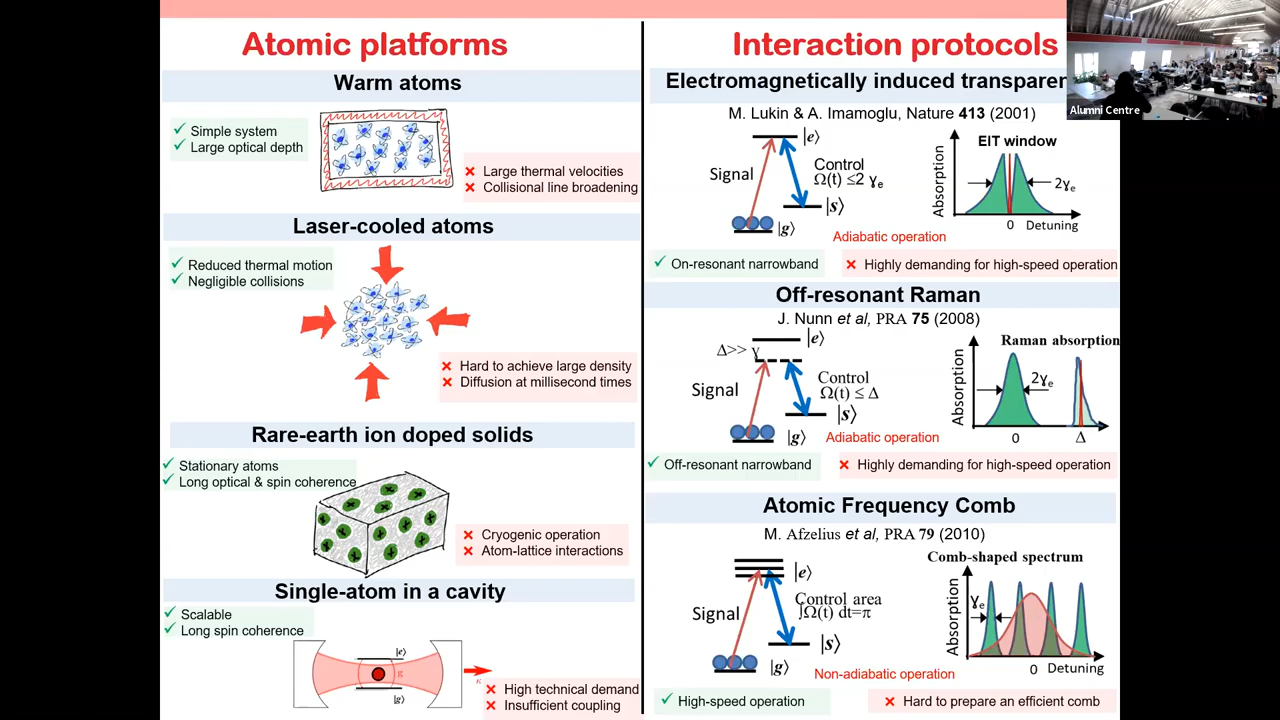 Atomic platforms
Warm atoms
Simple system
Large optical depth
Large thermal velocities
Collisional line broadening
Laser-cooled atoms
Reduced thermal motion
Negligible collisions
Hard to achieve large density
Diffusion at millisecond times
Rare-earth ion doped solids
Stationary atoms
Long optical & spin coherence
Cryogenic operation
Atom-lattice interactions
Single-atom in a cavity
Scalable
Long spin coherence
|e⟩
g
κ
|g⟩
High technical demand
Insufficient coupling
Interaction protocols
Electromagnetically induced transparen
M. Lukin & A. Imamoglu, Nature 413 (2001)
|e⟩
Signal
Control
Ω(t) ≤2 γe
|s⟩
|g⟩
Adiabatic operation
EIT window
Absorption
2γe
0 Detuning
On-resonant narrowband
Highly demanding for high-speed operation
Off-resonant Raman
J. Nunn et al, PRA 75 (2008)
|e⟩
Δ>> γ
Signal
Control
Ω(t) ≤ Δ
|s⟩
|g⟩
Adiabatic operation
Raman absorption
Absorption
2γe
0 Δ
Off-resonant narrowband
Highly demanding for high-speed operation
Atomic Frequency Comb
M. Afzelius et al, PRA 79 (2010)
|e⟩
Signal
Control area
∫Ω(t) dt=π
|s⟩
|g⟩
Non-adiabatic operation
Comb-shaped spectrum
Absorption
γe
0 Detuning
High-speed operation
Hard to prepare an efficient comb
Alumni Centre